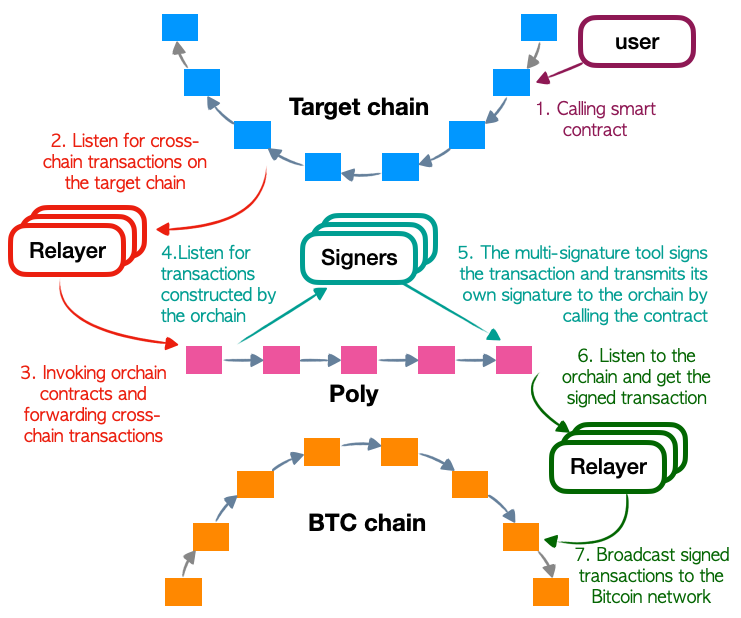 user
Target chain
1. Calling smart
contract
2. Listen for cross-
chain transactions on
the target chain
Relayer
4.Listen for
transactions
constructed by
the orchain
Signers
5. The multi-signature tool signs
the transaction and transmits its
own signature to the orchain by
calling the contract
3. Invoking orchain
contracts and
forwarding cross-
chain transactions
Poly
6. Listen to the
orchain and get the
signed transaction
Relayer
BTC chain
7. Broadcast signed
transactions to the
Bitcoin network